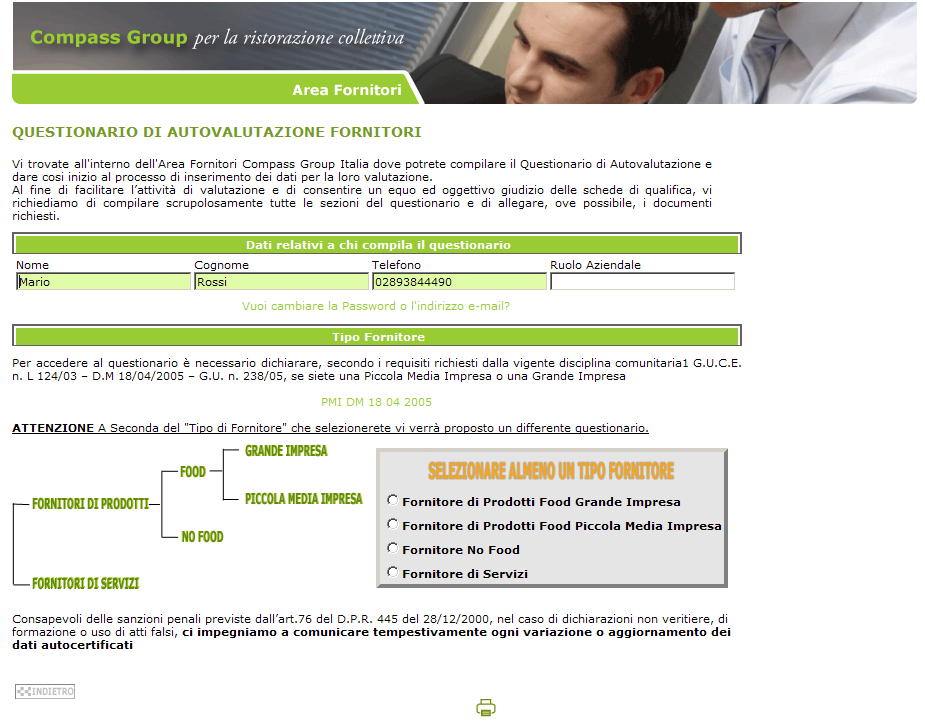 Compass Group per la ristorazione collettiva
Area Fornitori
QUESTIONARIO DI AUTOVALUTAZIONE FORNITORI
Vi trovate all'interno dell'Area Fornitori Compass Group Italia dove potrete compilare il Questionario di Autovalutazione e
dare cosi inizio al processo di inserimento dei dati per la loro valutazione.
Al fine di facilitare l'attività di valutazione e di consentire un equo ed oggettivo giudizio delle schede di qualifica, vi
richiediamo di compilare scrupolosamente tutte le sezioni del questionario e di allegare, ove possibile, i documenti
richiesti.
Dati relativi a chi compila il questionario
Nome Cognome Telefono Ruolo Aziendale
Mario Rossi 02893844490
Vuoi cambiare la Password o l'indirizzo e-mail?
Tipo Fornitore
Per accedere al questionario è necessario dichiarare, secondo i requisiti richiesti dalla vigente disciplina comunitaria1 G.U.C.E.
n. L 124/03 – D.M 18/04/2005 – G.U. n. 238/05, se siete una Piccola Media Impresa o una Grande Impresa
PMI DM 18 04 2005
ATTENZIONE A Seconda del "Tipo di Fornitore" che selezionerete vi verrà proposto un differente questionario.
GRANDE IMPRESA
FOOD
PICCOLA MEDIA IMPRESA
FORNITORI DI PRODOTTI
NO FOOD
FORNITORI DI SERVIZI
SELEZIONARE ALMENO UN TIPO FORNITORE
Fornitore di Prodotti Food Grande Impresa
Fornitore di Prodotti Food Piccola Media Impresa
Fornitore No Food
Fornitore di Servizi
Consapevoli delle sanzioni penali previste dall'art.76 del D.P.R. 445 del 28/12/2000, nel caso di dichiarazioni non veritiere, di
formazione o uso di atti falsi, ci impegniamo a comunicare tempestivamente ogni variazione o aggiornamento dei
dati autocertificati
INDIETRO